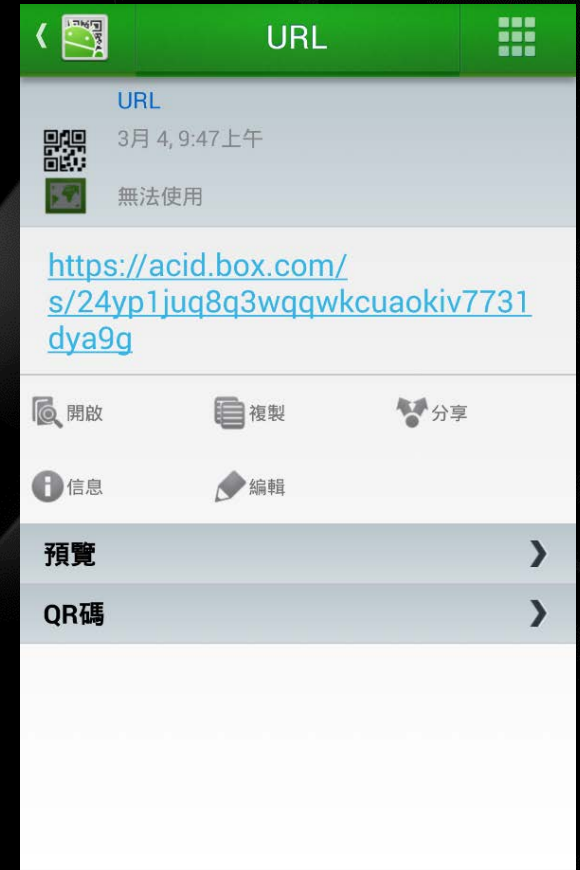 URL
URL
3月 4, 9:47上午
無法使用
https://acid.box.com/
s/24yp1juq8q3wqqwkcuaokiv7731
dya9g
開啟 複製 分享
信息 編輯
預覽
QR碼